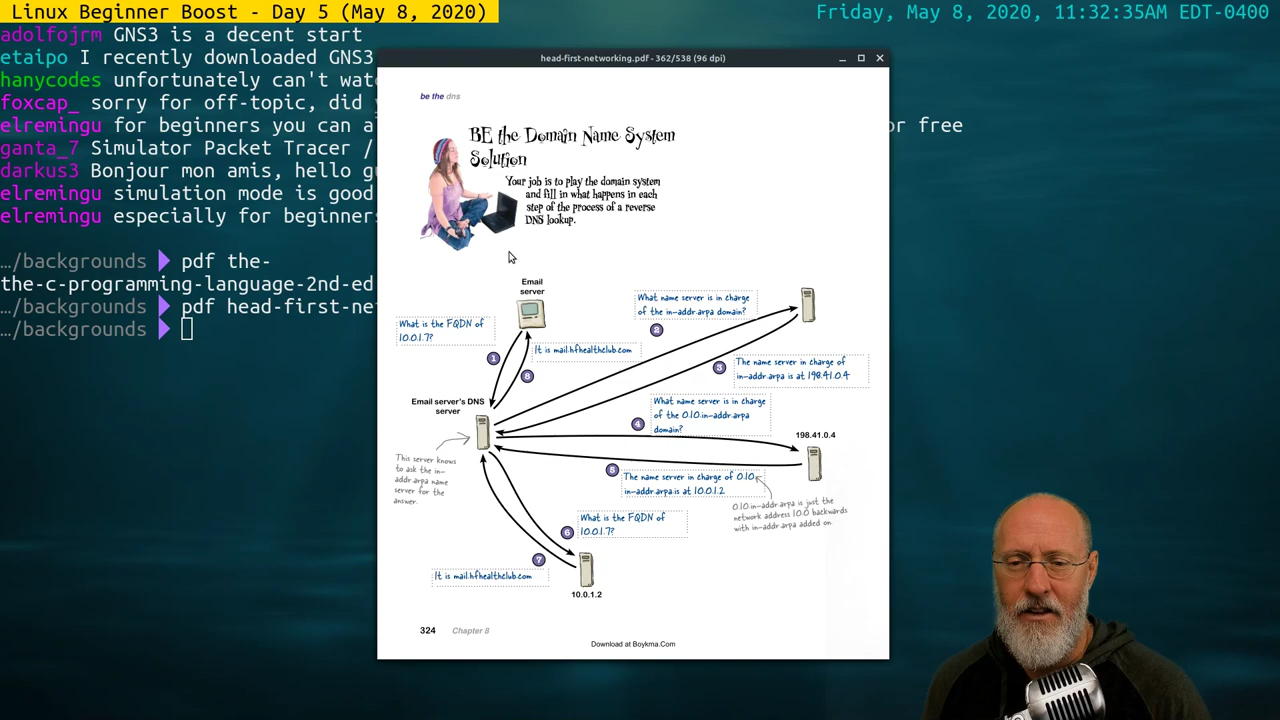 Linux Beginner Boost - Day 5 (May 8, 2020)
Friday, May 8, 2020, 11:32:35AM EDT-0400
adolfojrm GNS3 is a decent start
etaipo I recently downloaded GNS3
hanycodes unfortunately can't wat
foxcap_ sorry for off-topic, did
elremingu for beginners you can a
or free
ganta_7 Simulator Packet Tracer /
darkus3 Bonjour mon amis, hello g
elremingu simulation mode is good
elremingu especially for beginners
…/backgrounds pdf the-
the-c-programming-language-2nd-ed
…/backgrounds pdf head-first-net
…/backgrounds
head-first-networking.pdf - 362/538 (96 dpi)
be the dns
BE the Domain Name System
Solution
Your job is to play the domain system
and fill in what happens in each
step of the process of a reverse
DNS lookup.
Email
server
What is the FQDN of
10.0.1.7?
1
It is mail.hfhealthclub.com
8
What name server is in charge
of the in-addr.arpa domain?
2
3
The name server in charge of
in-addr.arpa is at 198.41.0.4
Email server's DNS
server
What name server is in charge
of the 0.10.in-addr.arpa
domain?
4
198.41.0.4
This server knows
to ask the in-
addr.arpa name
server for the
answer.
5
The name server in charge of 0.10.
in-addr.arpa is at 10.0.1.2
0.10.in-addr.arpa is just the
network address 10.0 backwards
with in-addr.arpa added on.
6
What is the FQDN of
10.0.1.7?
7
It is mail.hfhealthclub.com
10.0.1.2
324 Chapter 8
Download at Boykma.Com